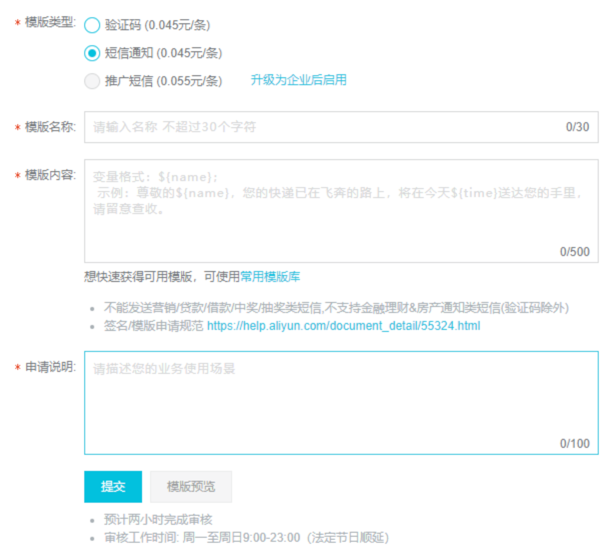 * 模版类型: 验证码 (0.045元/条)
短信通知 (0.045元/条)
推广短信 (0.055元/条) 升级为企业后启用
* 模版名称: 请输入名称 不超过30个字符 0/30
* 模版内容: 变量格式：${name};
示例：尊敬的${name}，您的快递已在飞奔的路上，将在今天${time}送达您的手里，
请留意查收。
0/500
想快速获得可用模版，可使用常用模版库
• 不能发送营销/贷款/借款/中奖/抽奖类短信,不支持金融理财&房产通知类短信(验证码除外)
• 签名/模版申请规范 https://help.aliyun.com/document_detail/55324.html
* 申请说明: 请描述您的业务使用场景
0/100
提交 模版预览
• 预计两小时完成审核
• 审核工作时间: 周一至周日9:00-23:00（法定节日顺延）